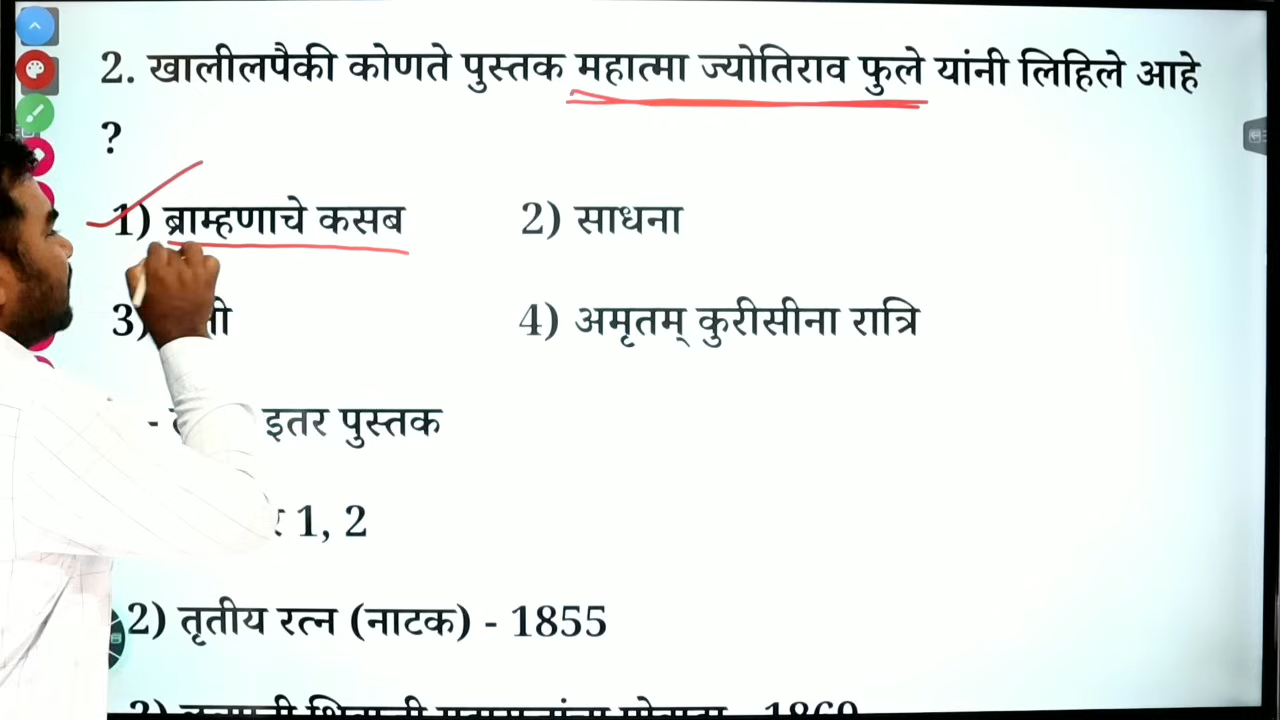 2. खालीलपैकी कोणते पुस्तक महात्मा ज्योतिराव फुले यांनी लिहिले आहे
?
1) ब्राम्हणाचे कसब 2) साधना
3) 4) अमृतम् कुरीसीना रात्रि
- इतर पुस्तक
1, 2
2) तृतीय रत्न (नाटक) - 1855